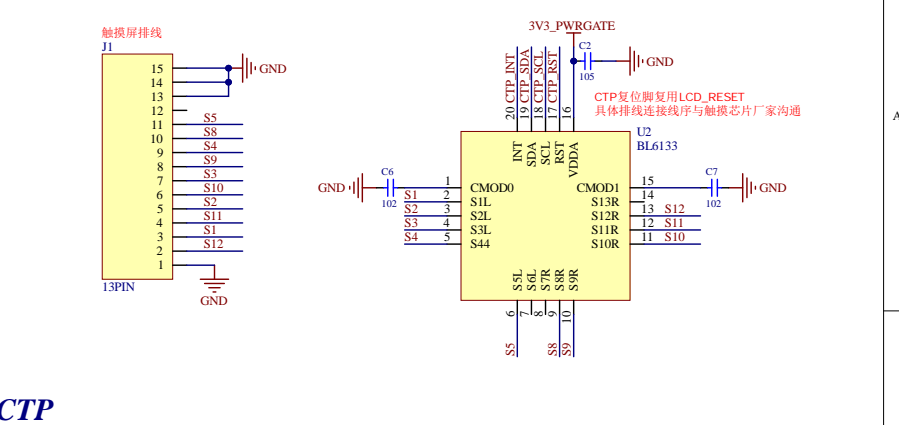 触摸屏排线
J1
15
14
13
12
11
10
9
8
7
6
5
4
3
2
1
GND
S5
S8
S4
S9
S3
S10
S2
S11
S1
S12
GND
13PIN
3V3_PWRGATE
C2
105
GND
CTP_INT
CTP_SDA
CTP_SCL
CTP_RST
20
19
18
17
16
CTP复位脚复用LCD_RESET
具体排线连接线序与触摸芯片厂家沟通
U2
BL6133
INT
SDA
SCL
RST
VDDA
GND
C6
102
S1
S2
S3
S4
1
2
3
4
5
CMOD0
S1L
S2L
S3L
S44
CMOD1
S13R
S12R
S11R
S10R
15
14
13
12
11
S12
S11
S10
C7
102
GND
S5L
S6L
S7R
S8R
S9R
6
7
8
9
10
S5
S8
S9
A
CTP